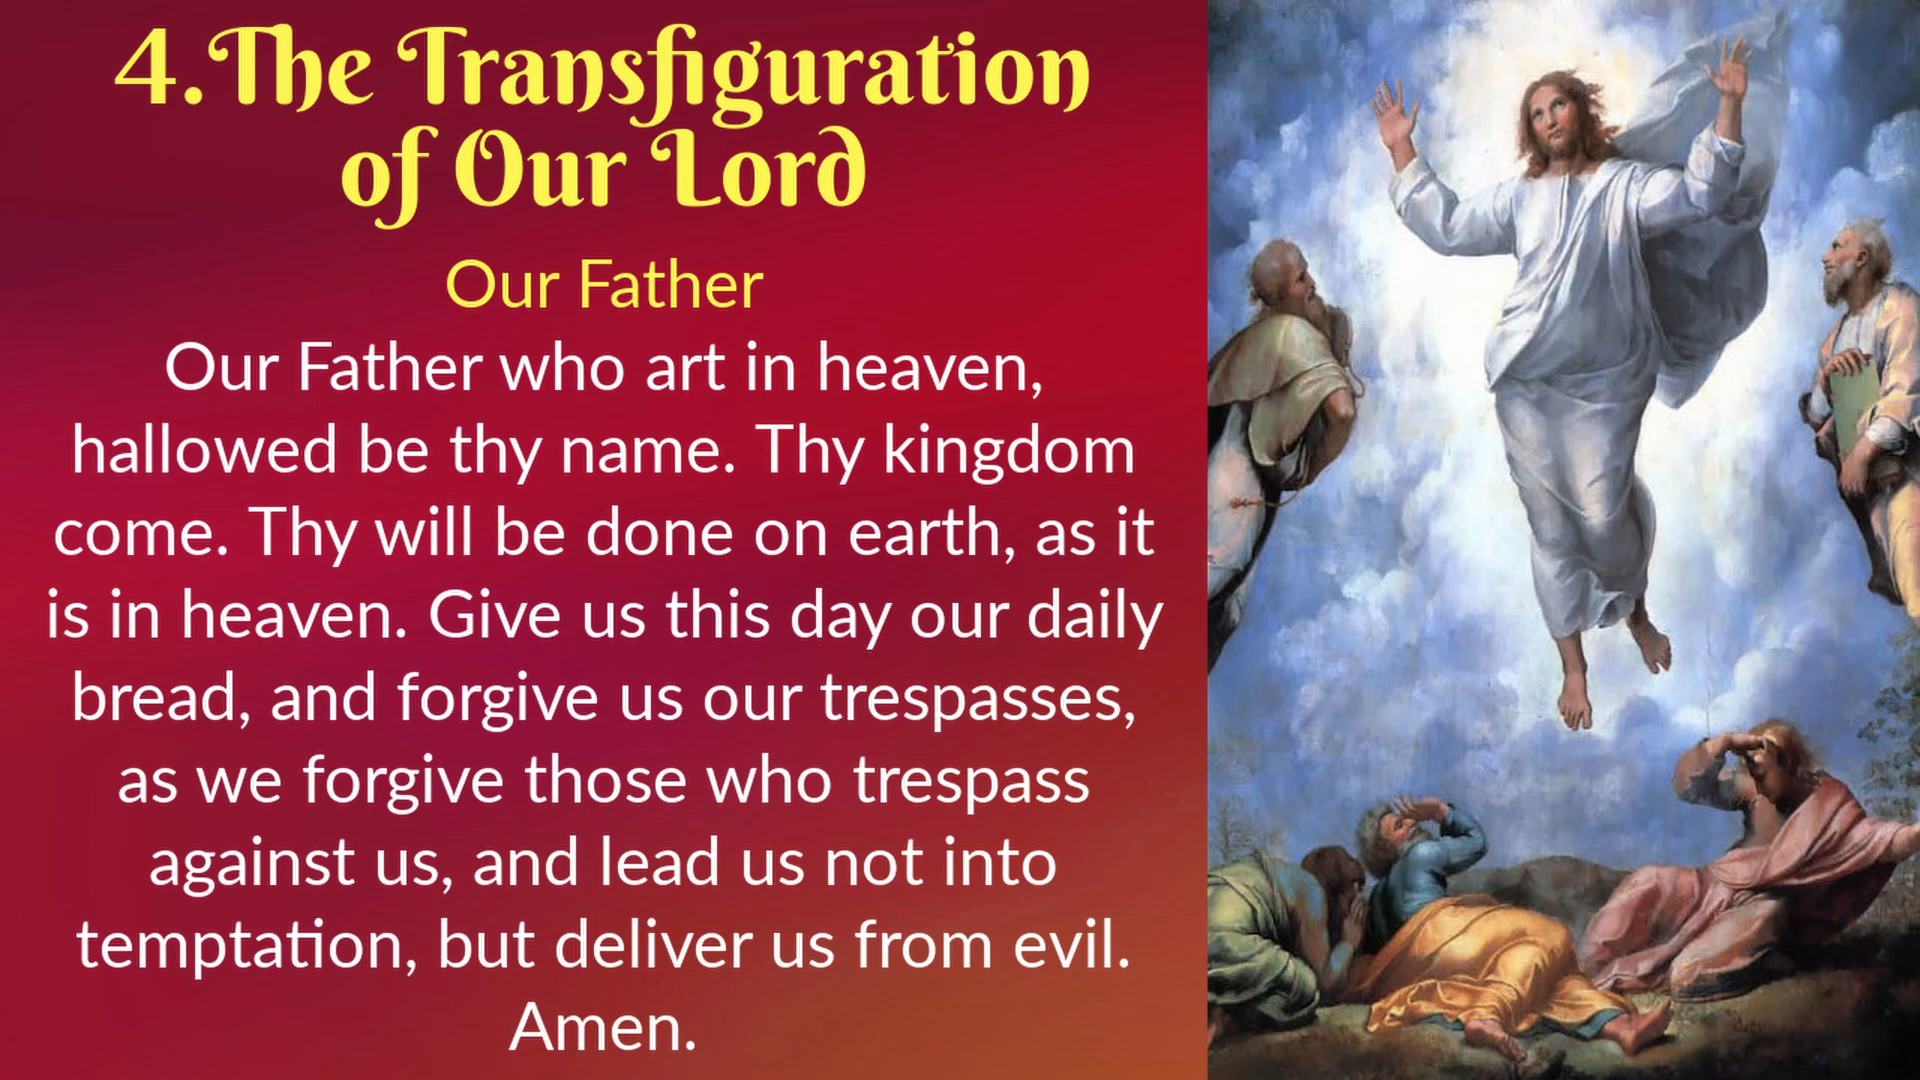 4.The Transfiguration
of Our Lord
Our Father
Our Father who art in heaven,
hallowed be thy name. Thy kingdom
come. Thy will be done on earth, as it
is in heaven. Give us this day our daily
bread, and forgive us our trespasses,
as we forgive those who trespass
against us, and lead us not into
temptation, but deliver us from evil.
Amen.